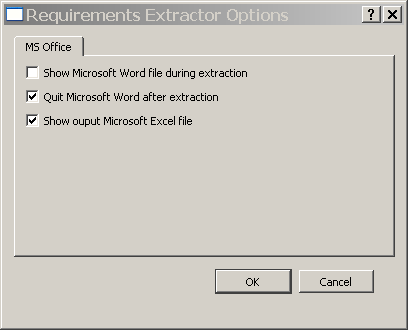 Requirements Extractor Options
MS Office
Show Microsoft Word file during extraction
Quit Microsoft Word after extraction
Show ouput Microsoft Excel file
OK
Cancel